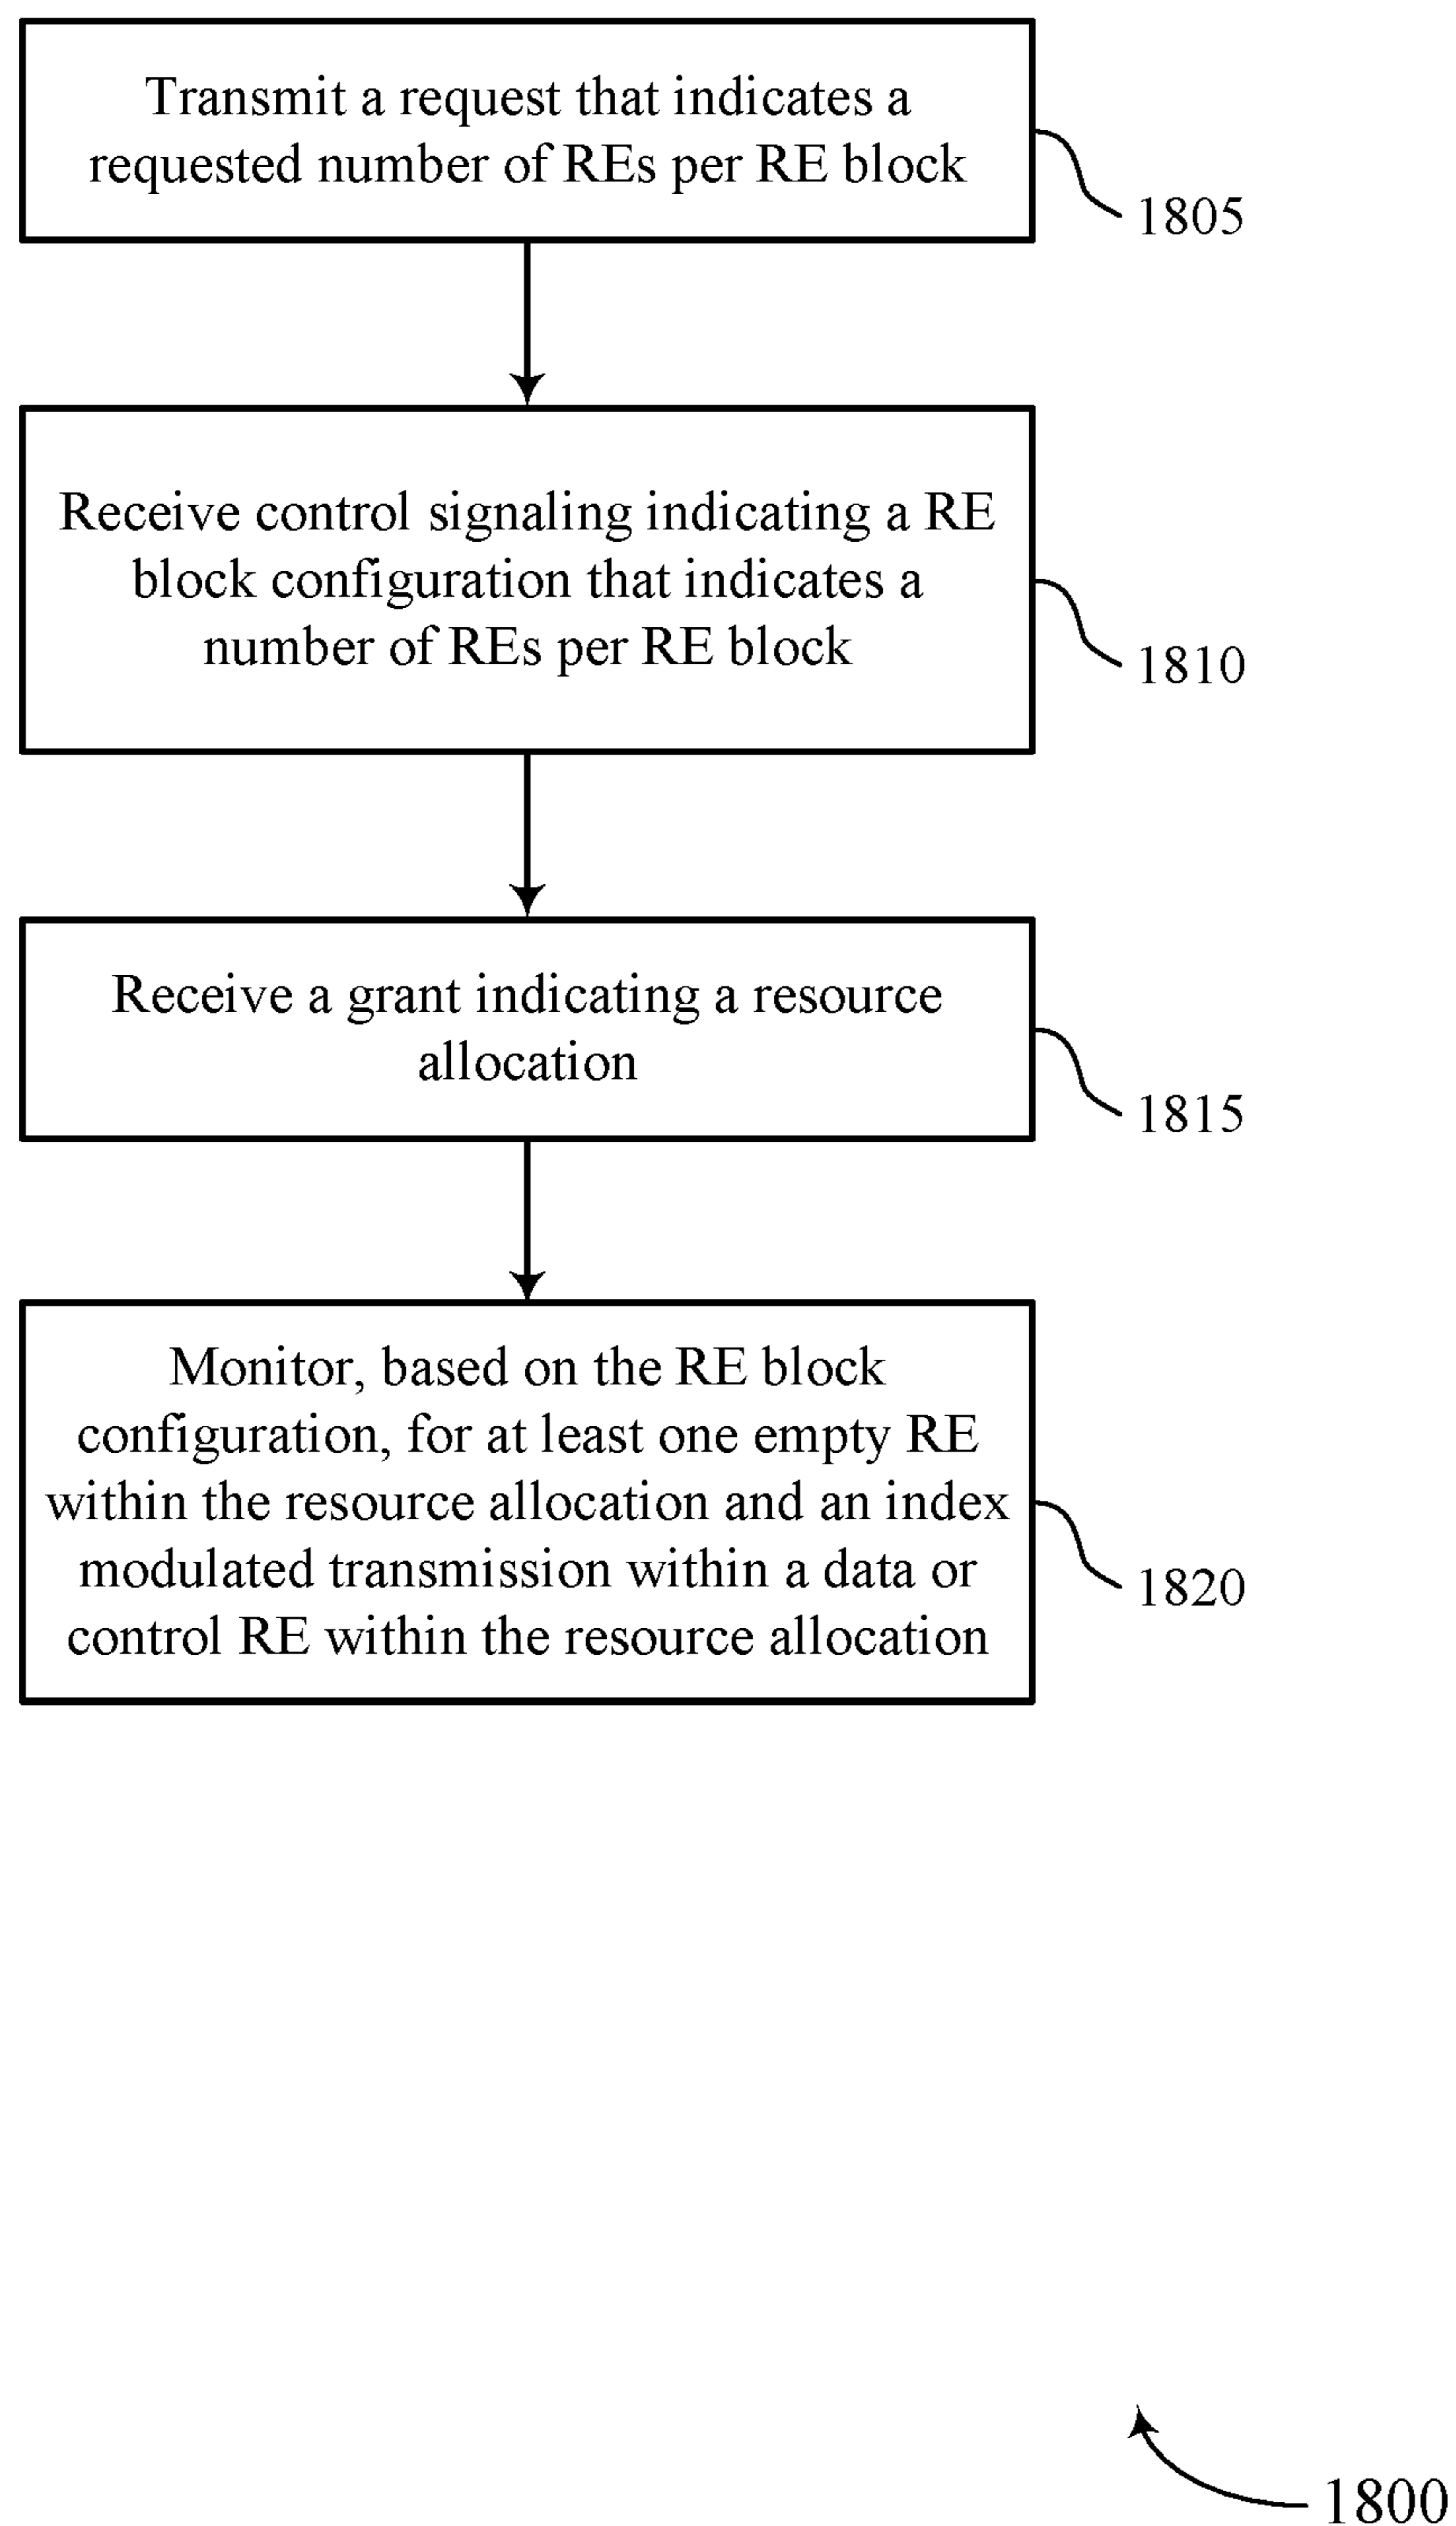 Transmit a request that indicates a
requested number of REs per RE block
1805
Receive control signaling indicating a RE
block configuration that indicates a
number of REs per RE block
1810
Receive a grant indicating a resource
allocation
1815
Monitor, based on the RE block
configuration, for at least one empty RE
within the resource allocation and an index
modulated transmission within a data or
control RE within the resource allocation
1820
1800